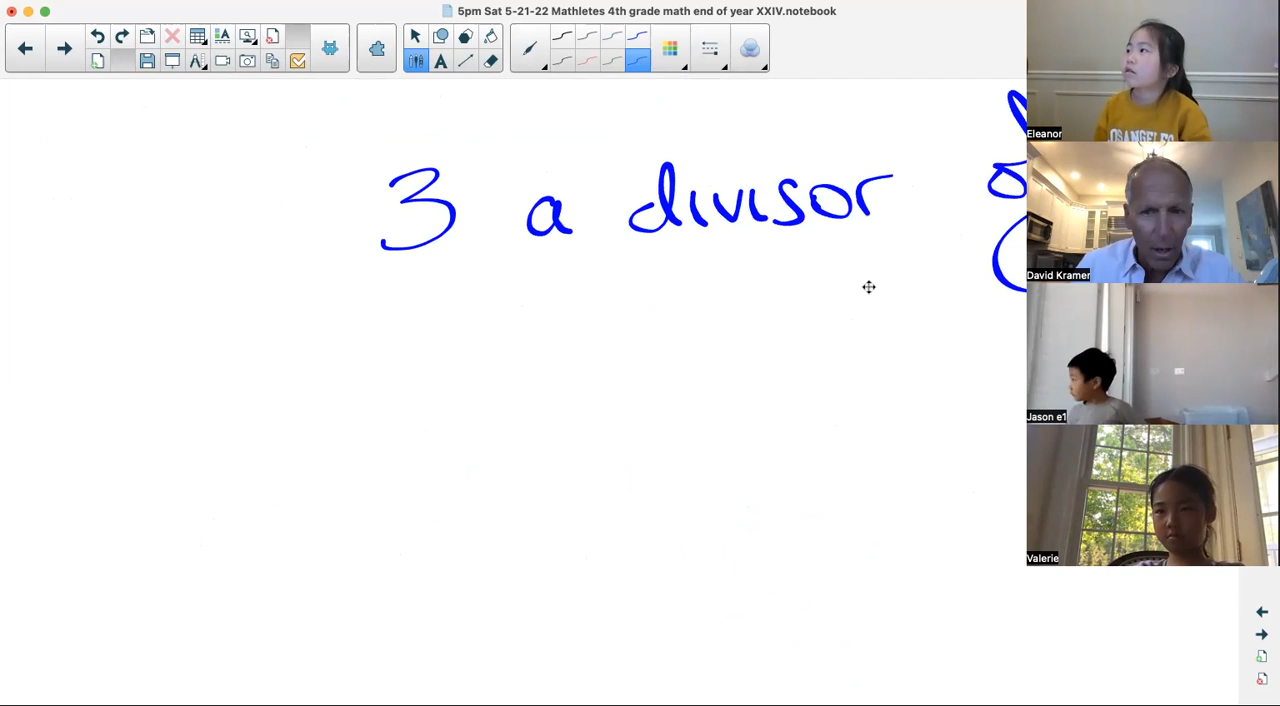 5pm Sat 5-21-22 Mathletes 4th grade math end of year XXIV.notebook
A
A
A
3 a divisor
LOSANGELES
Eleanor
David Kramer
Jason e1
Valerie